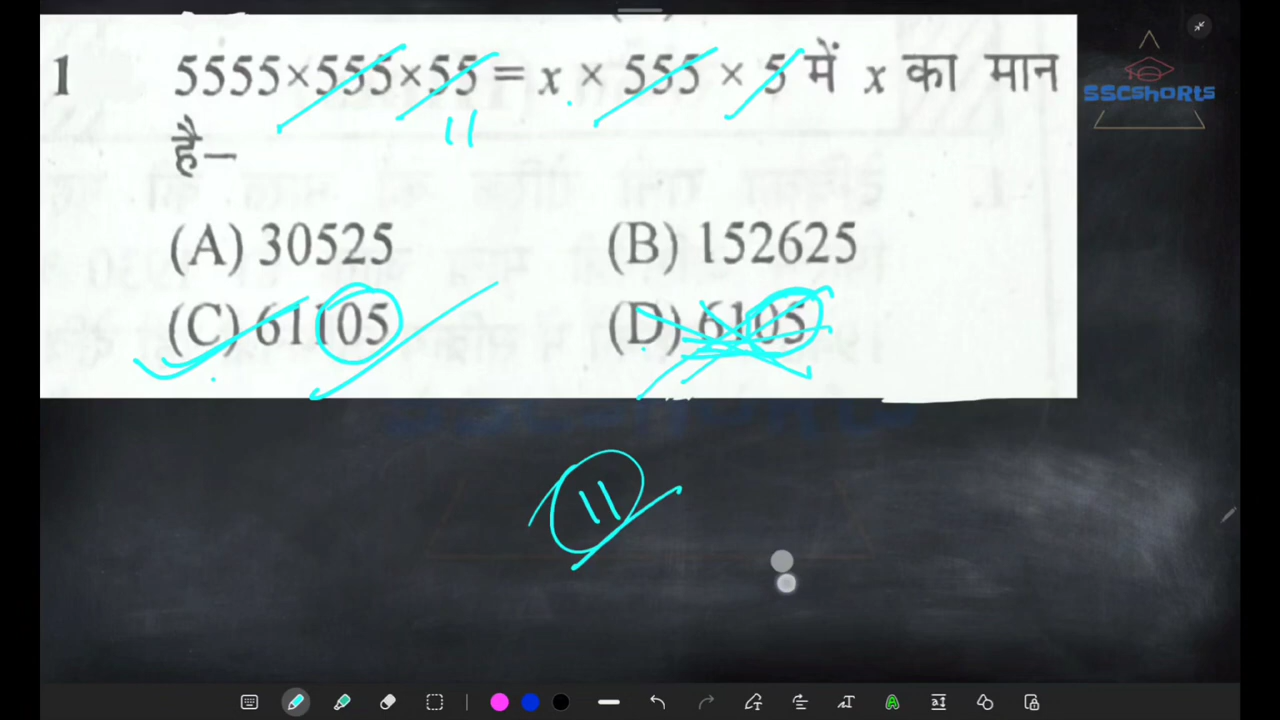 1 5555×555×55 = x × 555 × 5 में x का मान
है–
11
(A) 30525 (B) 152625
(C) 61105 (D) 6105
11
SSCshorts